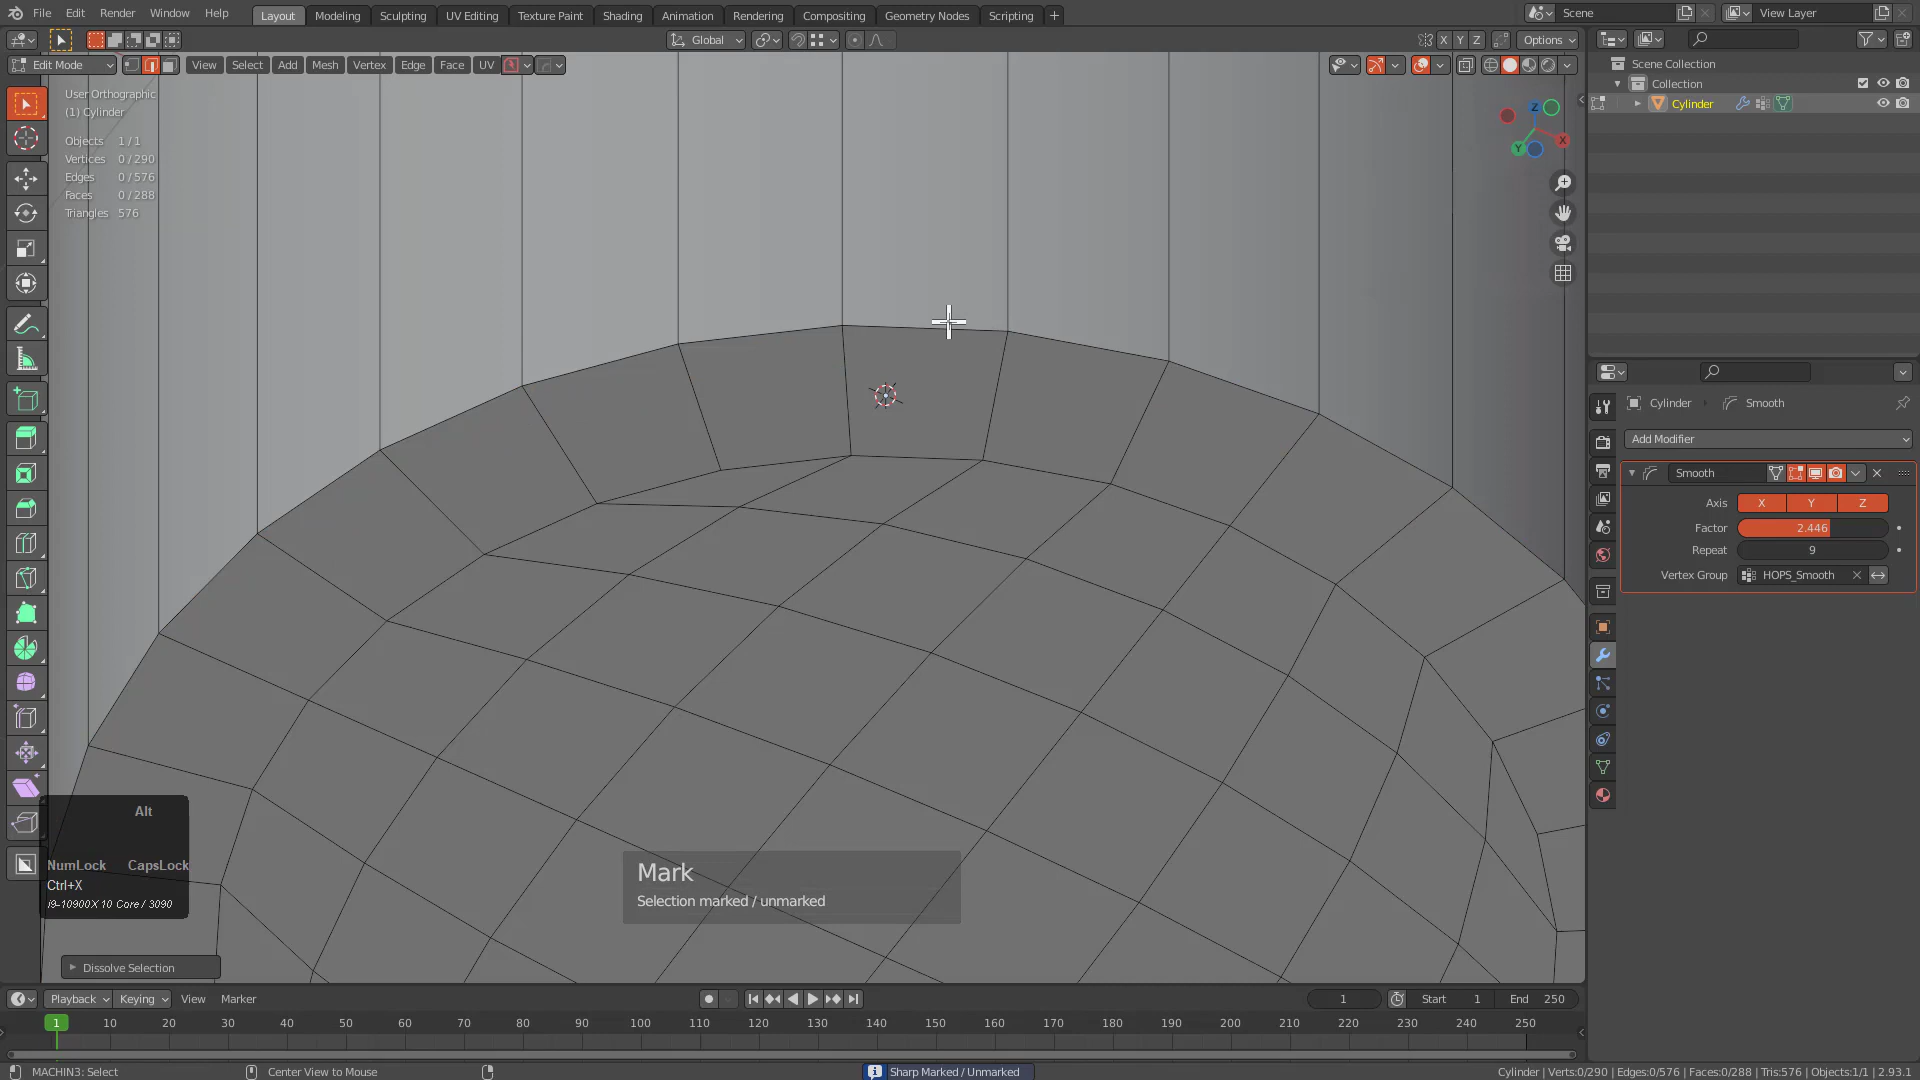 File Edit Render Window Help Layout Modeling Sculpting UV Editing Texture Paint Shading Animation Rendering Compositing Geometry Nodes Scripting + Scene View Layer
Global X Y Z Options
Edit Mode View Select Add Mesh Vertex Edge Face UV
User Orthographic
(1) Cylinder
Objects 1 / 1
Vertices 0 / 290
Edges 0 / 576
Faces 0 / 288
Triangles 576
Z
X
Y
Scene Collection
Collection
Cylinder
Cylinder Smooth
Add Modifier
Smooth
Axis X Y Z
Factor 2.446
Repeat 9
Vertex Group HOPS_Smooth
Alt
NumLock CapsLock
Ctrl+X
i9-10900X 10 Core / 3090
Mark
Selection marked / unmarked
Dissolve Selection
Playback Keying View Marker 1 Start 1 End 250
1 10 20 30 40 50 60 70 80 90 100 110 120 130 140 150 160 170 180 190 200 210 220 230 240 250
MACHIN3: Select Center View to Mouse Sharp Marked / Unmarked Cylinder | Verts:0/290 | Edges:0/576 | Faces:0/288 | Tris:576 | Objects:1/1 | 2.93.1